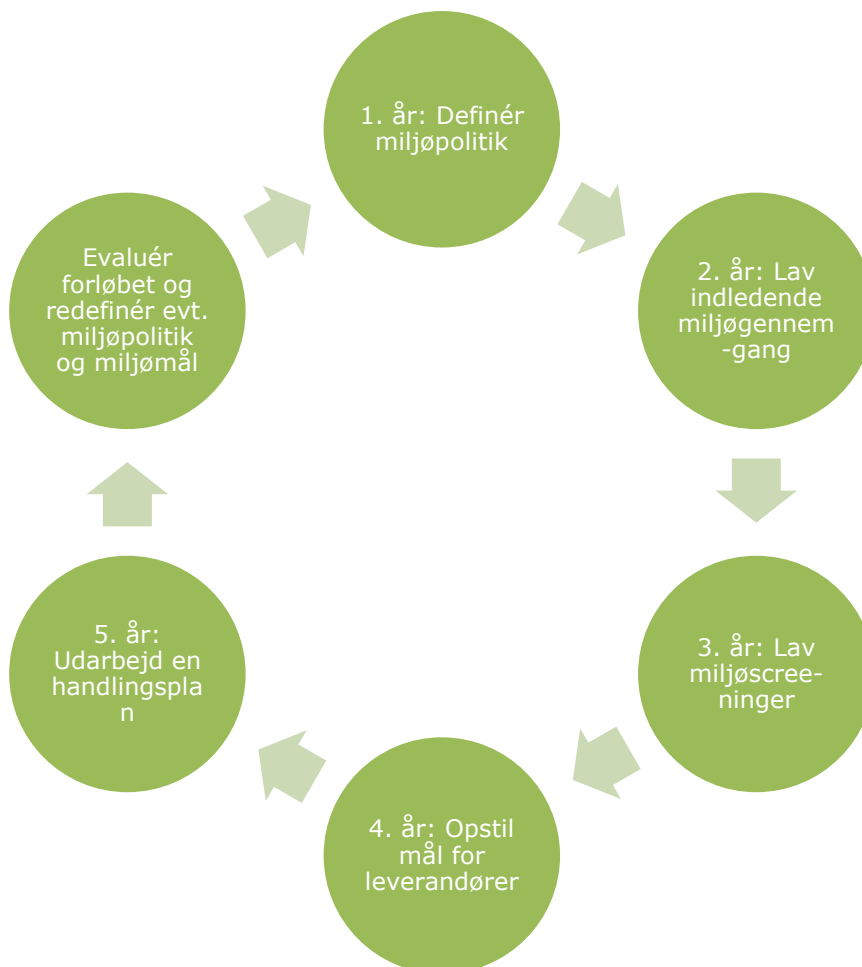 1. år: Definér
miljøpolitik
2. år: Lav
indledende
miljøgennem
-gang
3. år: Lav
miljøscree-
ninger
4. år: Opstil
mål for
leverandører
5. år:
Udarbejd en
handlingspla
n
Evaluér
forløbet og
redefinér evt.
miljøpolitik
og miljømål